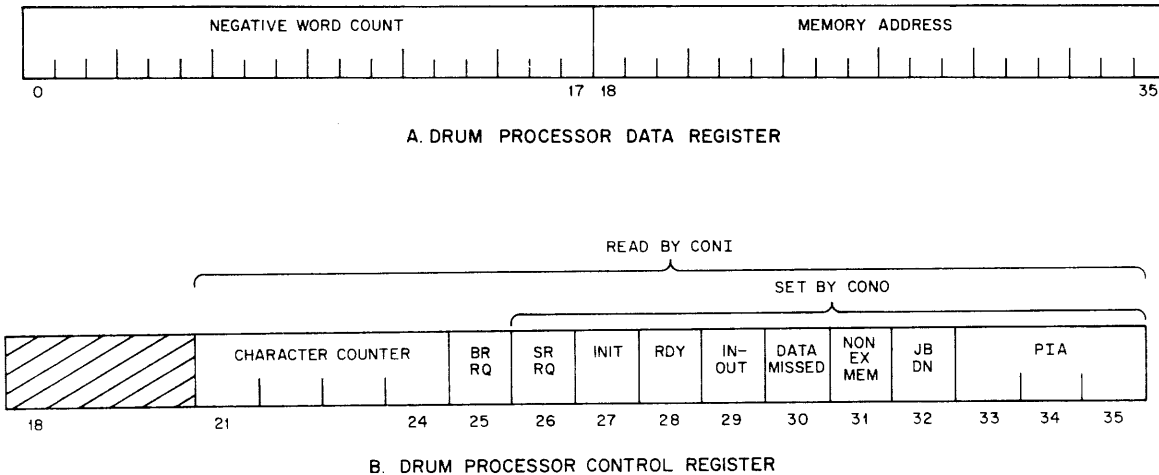 NEGATIVE WORD COUNT MEMORY ADDRESS
0 17 18 35
A. DRUM PROCESSOR DATA REGISTER
READ BY CONI
SET BY CONO
CHARACTER COUNTER BR RQ SR RQ INIT RDY IN-OUT DATA MISSED NON EX MEM JB DN PIA
18 21 24 25 26 27 28 29 30 31 32 33 34 35
B. DRUM PROCESSOR CONTROL REGISTER